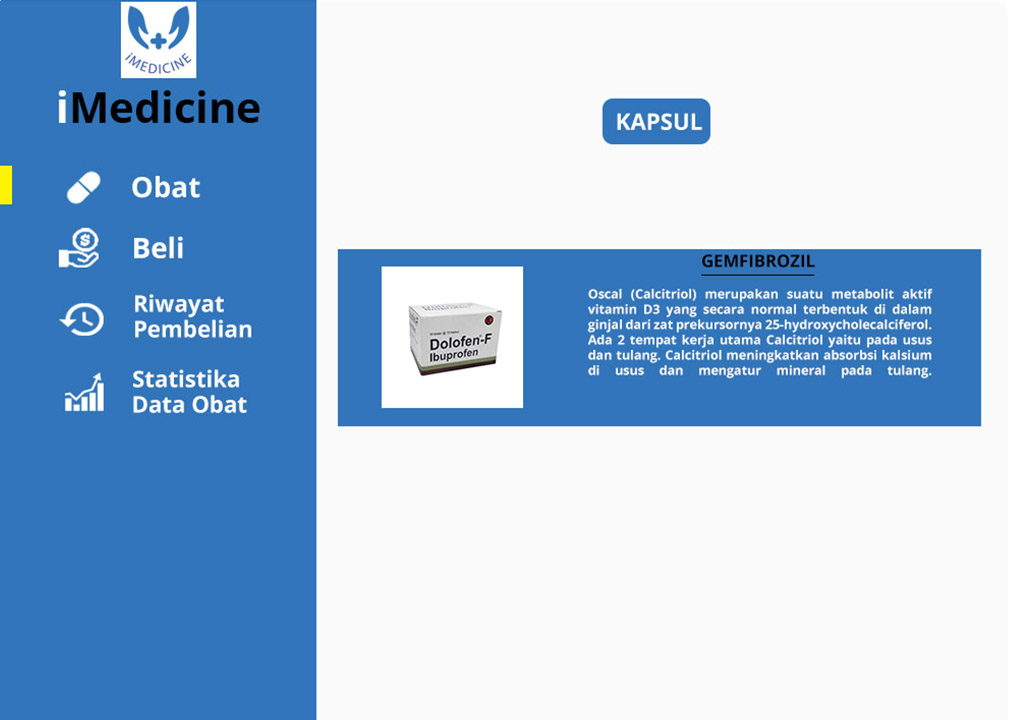 iMEDICINE
iMedicine
Obat
Beli
Riwayat
Pembelian
Statistika
Data Obat
KAPSUL
GEMFIBROZIL
Dolofen-F
Ibuprofen
Oscal (Calcitriol) merupakan suatu metabolit aktif
vitamin D3 yang secara normal terbentuk di dalam
ginjal dari zat prekursornya 25-hydroxycholecalciferol.
Ada 2 tempat kerja utama Calcitriol yaitu pada usus
dan tulang. Calcitriol meningkatkan absorbsi kalsium
di usus dan mengatur mineral pada tulang.